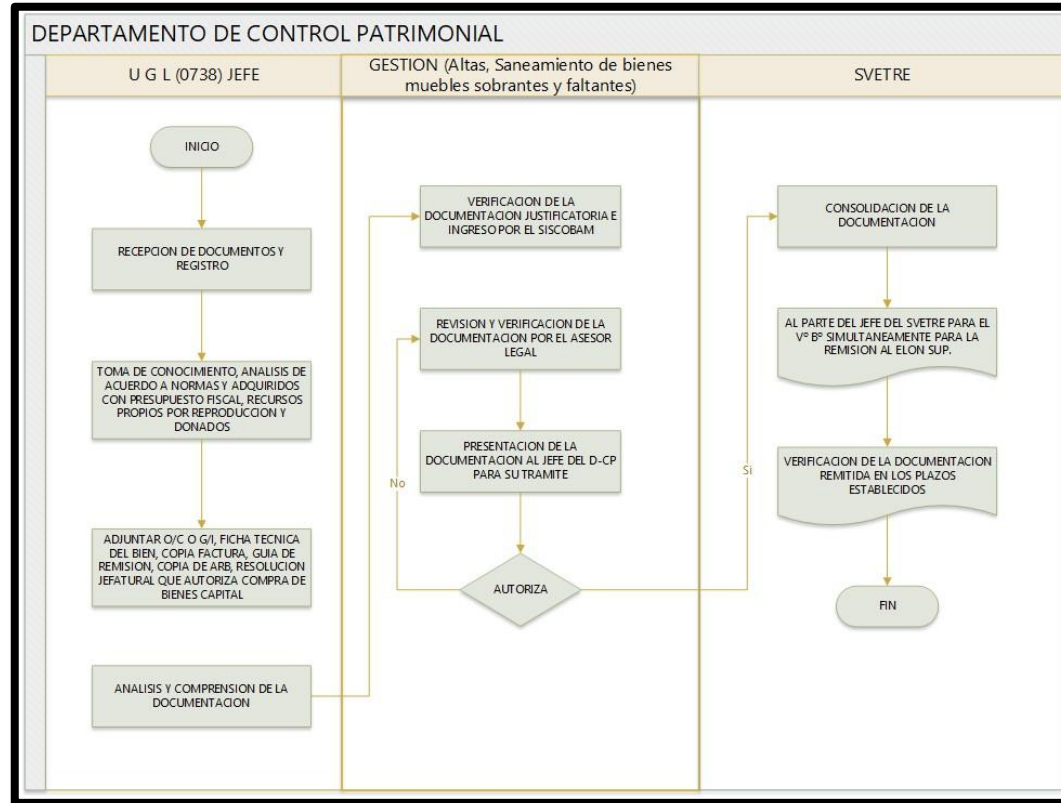 DEPARTAMENTO DE CONTROL PATRIMONIAL
U G L (0738) JEFE
GESTION (Altas, Saneamiento de bienes
muebles sobrantes y faltantes)
SVETRE
INICIO
RECEPCION DE DOCUMENTOS Y
REGISTRO
TOMA DE CONOCIMIENTO, ANALISIS DE
ACUERDO A NORMAS Y ADQUIRIDOS
CON PRESUPUESTO FISCAL, RECURSOS
PROPIOS POR REPRODUCCION Y
DONADOS
ADJUNTAR O/C O G/I, FICHA TECNICA
DEL BIEN, COPIA FACTURA, GUIA DE
REMISION, COPIA DE ARB, RESOLUCION
JEFATURAL QUE AUTORIZA COMPRA DE
BIENES CAPITAL
ANALISIS Y COMPRENSION DE LA
DOCUMENTACION
VERIFICACION DE LA
DOCUMENTACION JUSTIFICATORIA E
INGRESO POR EL SISCOBAM
REVISION Y VERIFICACION DE LA
DOCUMENTACION POR EL ASESOR
LEGAL
PRESENTACION DE LA
DOCUMENTACION AL JEFE DEL D-CP
PARA SU TRAMITE
No
AUTORIZA
Si
CONSOLIDACION DE LA
DOCUMENTACION
AL PARTE DEL JEFE DEL SVETRE PARA EL
Vº Bº SIMULTANEAMENTE PARA LA
REMISION AL ELON SUP.
VERIFICACION DE LA DOCUMENTACION
REMITIDA EN LOS PLAZOS
ESTABLECIDOS
FIN